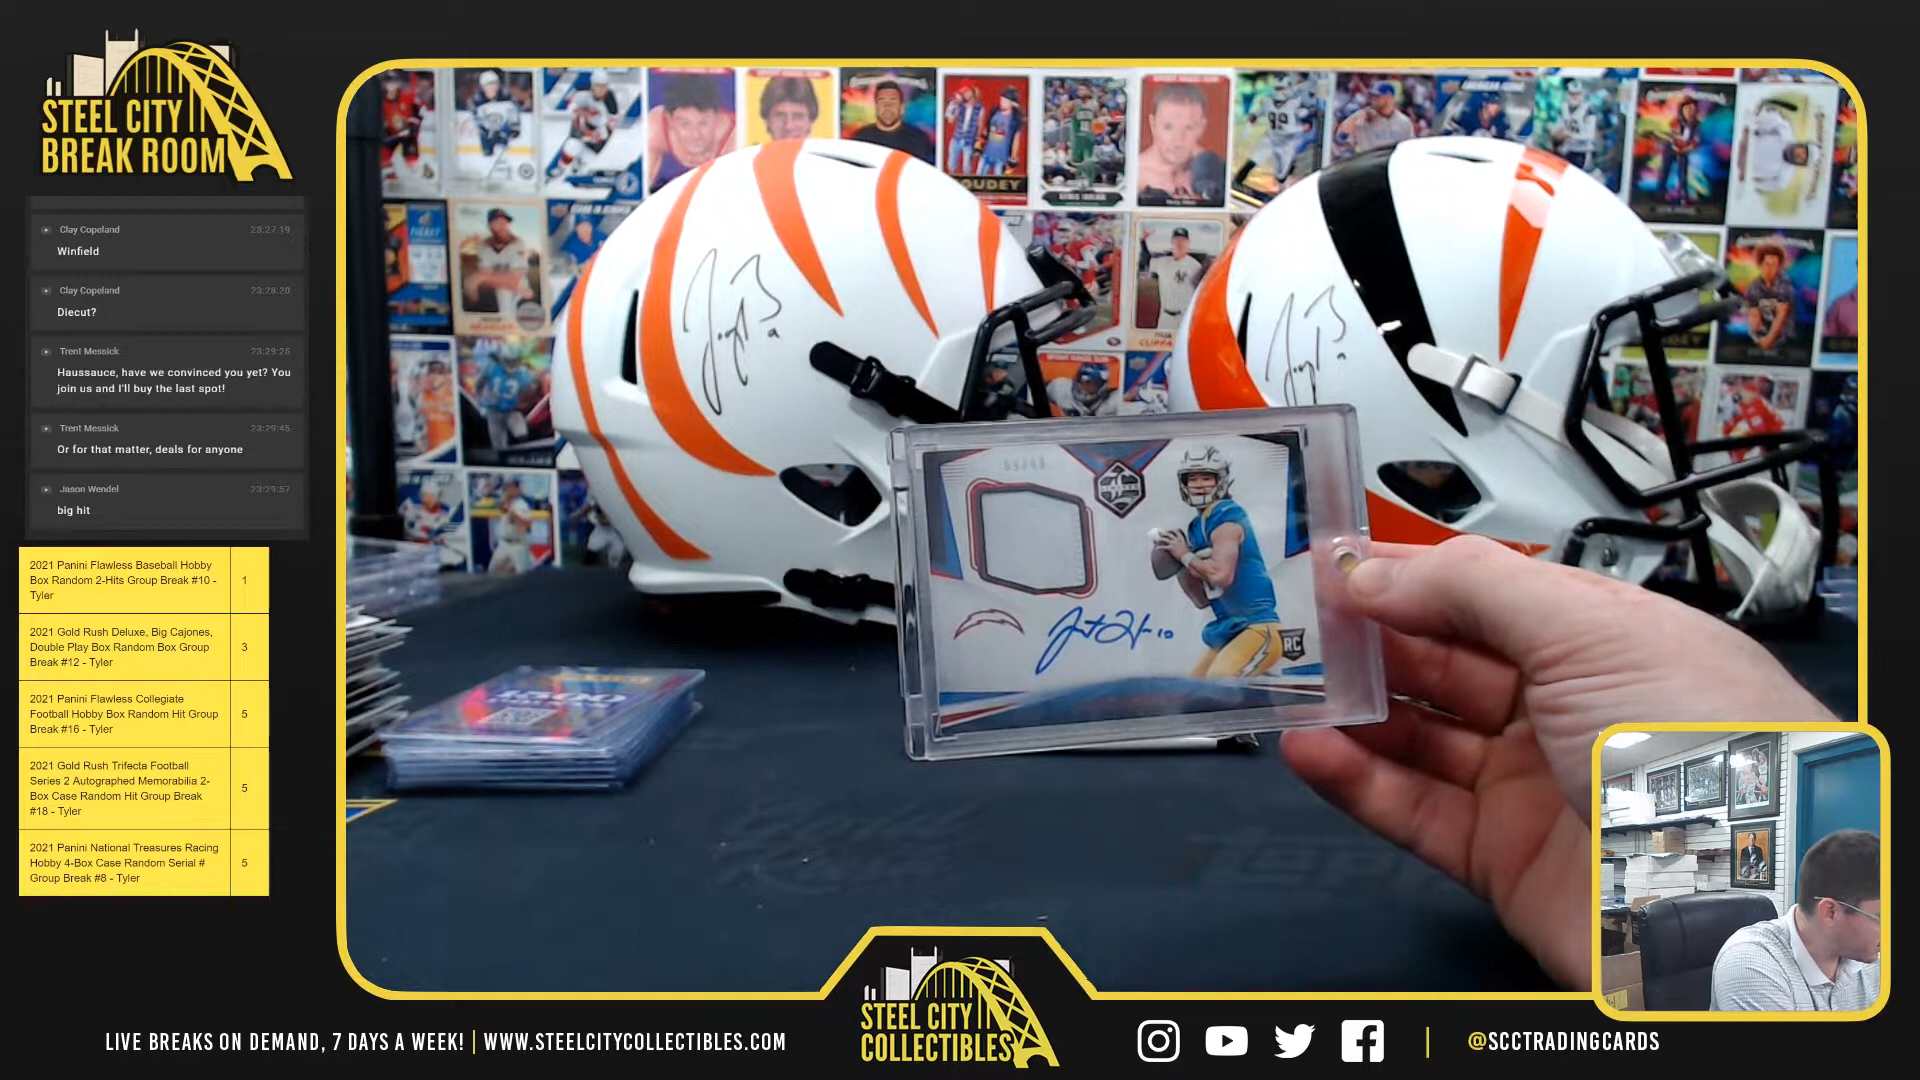 STEEL CITY
BREAK ROOM
Clay Copeland 23:27:19
Winfield
Clay Copeland 23:28:20
Diecut?
Trent Messick 23:29:25
Haussauce, have we convinced you yet? You
join us and I'll buy the last spot!
Trent Messick 23:29:45
Or for that matter, deals for anyone
Jason Wendel 23:29:57
big hit
2021 Panini Flawless Baseball Hobby
Box Random 2-Hits Group Break #10 -
Tyler
1
2021 Gold Rush Deluxe, Big Cajones,
Double Play Box Random Box Group
Break #12 - Tyler
3
2021 Panini Flawless Collegiate
Football Hobby Box Random Hit Group
Break #16 - Tyler
5
2021 Gold Rush Trifecta Football
Series 2 Autographed Memorabilia 2-
Box Case Random Hit Group Break
#18 - Tyler
5
2021 Panini National Treasures Racing
Hobby 4-Box Case Random Serial #
Group Break #8 - Tyler
5
RC
LIVE BREAKS ON DEMAND, 7 DAYS A WEEK! | WWW.STEELCITYCOLLECTIBLES.COM
STEEL CITY
COLLECTIBLES
@SCCTRADINGCARDS